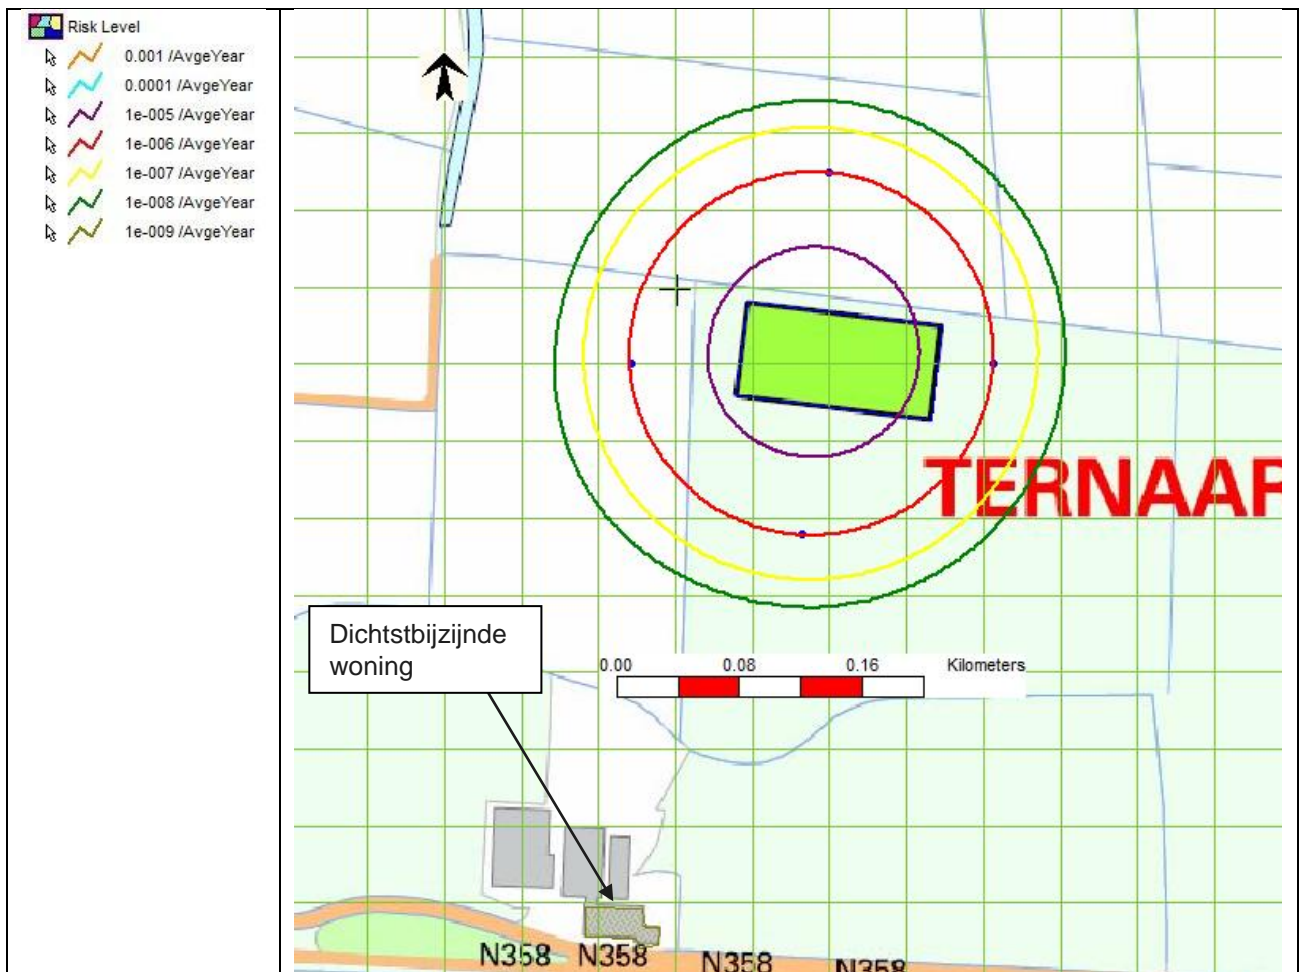 Risk Level
0.001 /AvgeYear
0.0001 /AvgeYear
1e-005 /AvgeYear
1e-006 /AvgeYear
1e-007 /AvgeYear
1e-008 /AvgeYear
1e-009 /AvgeYear
TERNAAR
Dichtstbijzijnde
woning
0.00 0.08 0.16 Kilometers
N358 N358 N358 N358